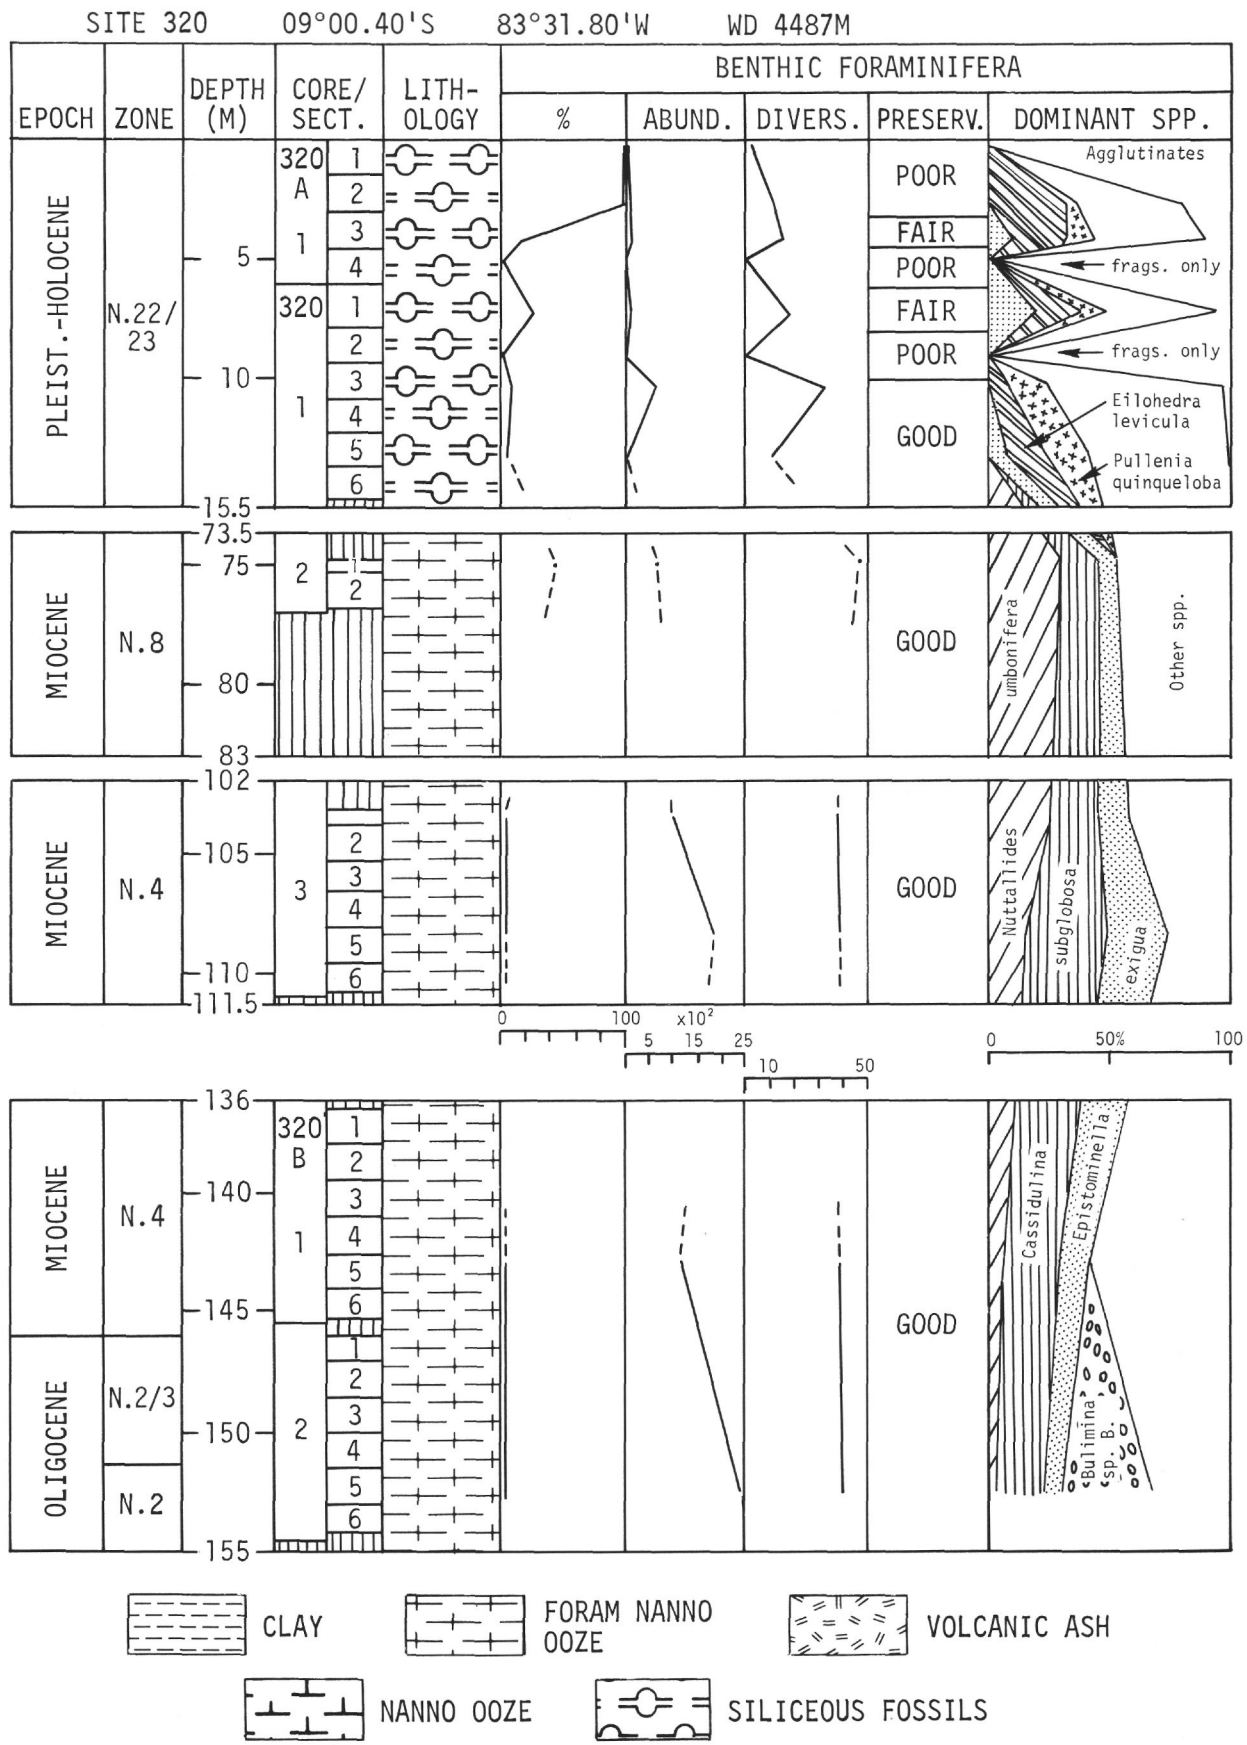 SITE 320 09°00.40'S 83°31.80'W WD 4487M
BENTHIC FORAMINIFERA
EPOCH ZONE DEPTH (M) CORE/ SECT. LITH- OLOGY % ABUND. DIVERS. PRESERV. DOMINANT SPP.
PLEIST.-HOLOCENE
N.22/
23
5
10
15.5
320
A
1
1
2
3
4
320
1
1
2
3
4
5
6
POOR
FAIR
POOR
FAIR
POOR
GOOD
Agglutinates
frags. only
frags. only
Eilohedra
levicula
Pullenia
quinqueloba
MIOCENE
N.8
73.5
75
80
83
2
1
2
GOOD
umbonifera
Other spp.
MIOCENE
N.4
102
105
110
111.5
3
2
3
4
5
6
GOOD
Nuttallides
subglobosa
exigua
0 100 x10²
5 15 25
10 50
0 50% 100
MIOCENE
N.4
OLIGOCENE
N.2/3
N.2
136
140
145
150
155
320
B
1
1
2
3
4
5
6
2
1
2
3
4
5
6
GOOD
Cassidulina
Epistominella
Bulimina
sp. B.
CLAY
FORAM NANNO
OOZE
VOLCANIC ASH
NANNO OOZE
SILICEOUS FOSSILS